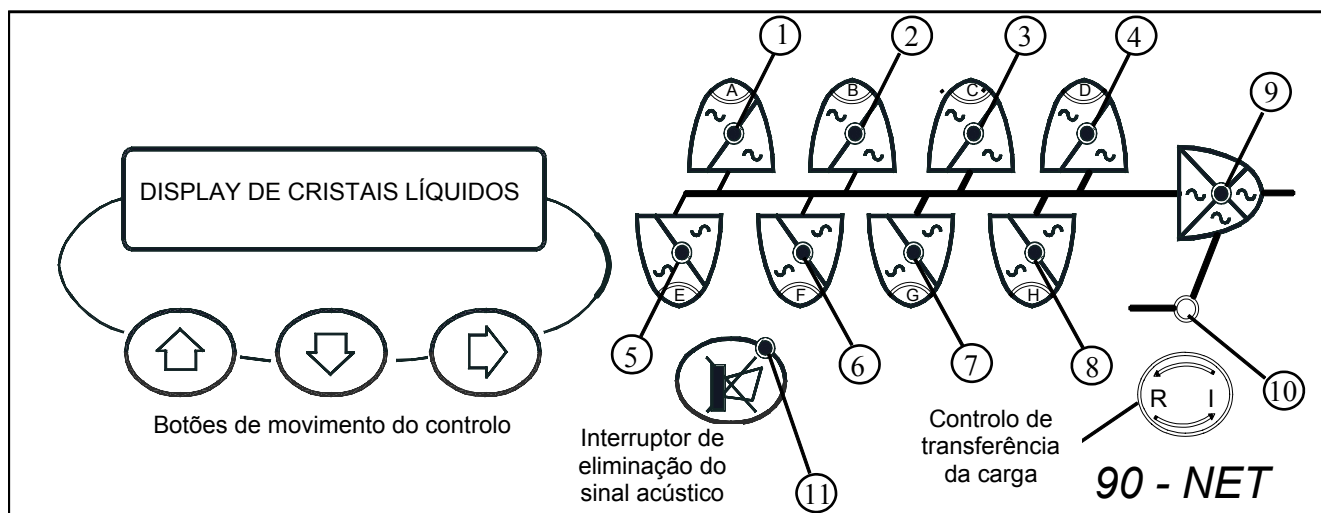 1
2
3
4
9
A
B
C
D
DISPLAY DE CRISTAIS LÍQUIDOS
E
F
G
H
5
6
7
8
10
R I
Botões de movimento do controlo
Interruptor de
eliminação do
sinal acústico
11
Controlo de
transferência
da carga
90 - NET